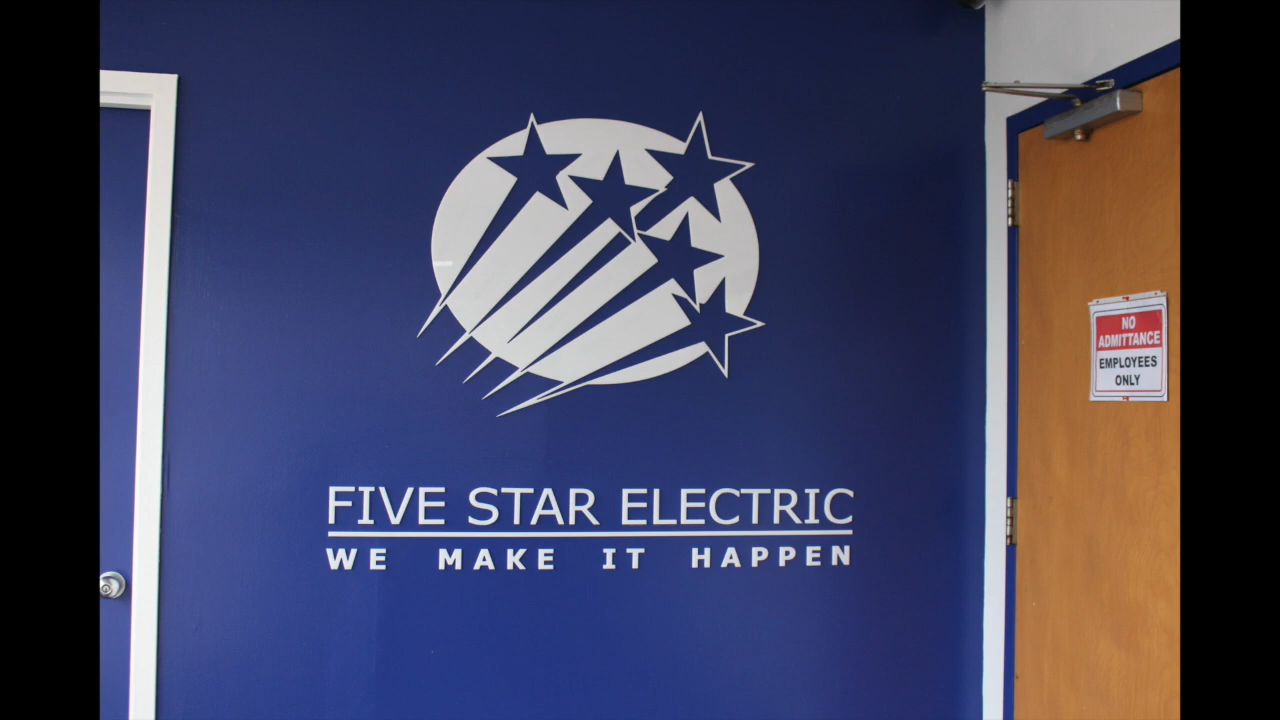 FIVE STAR ELECTRIC
WE MAKE IT HAPPEN
NO
ADMITTANCE
EMPLOYEES
ONLY